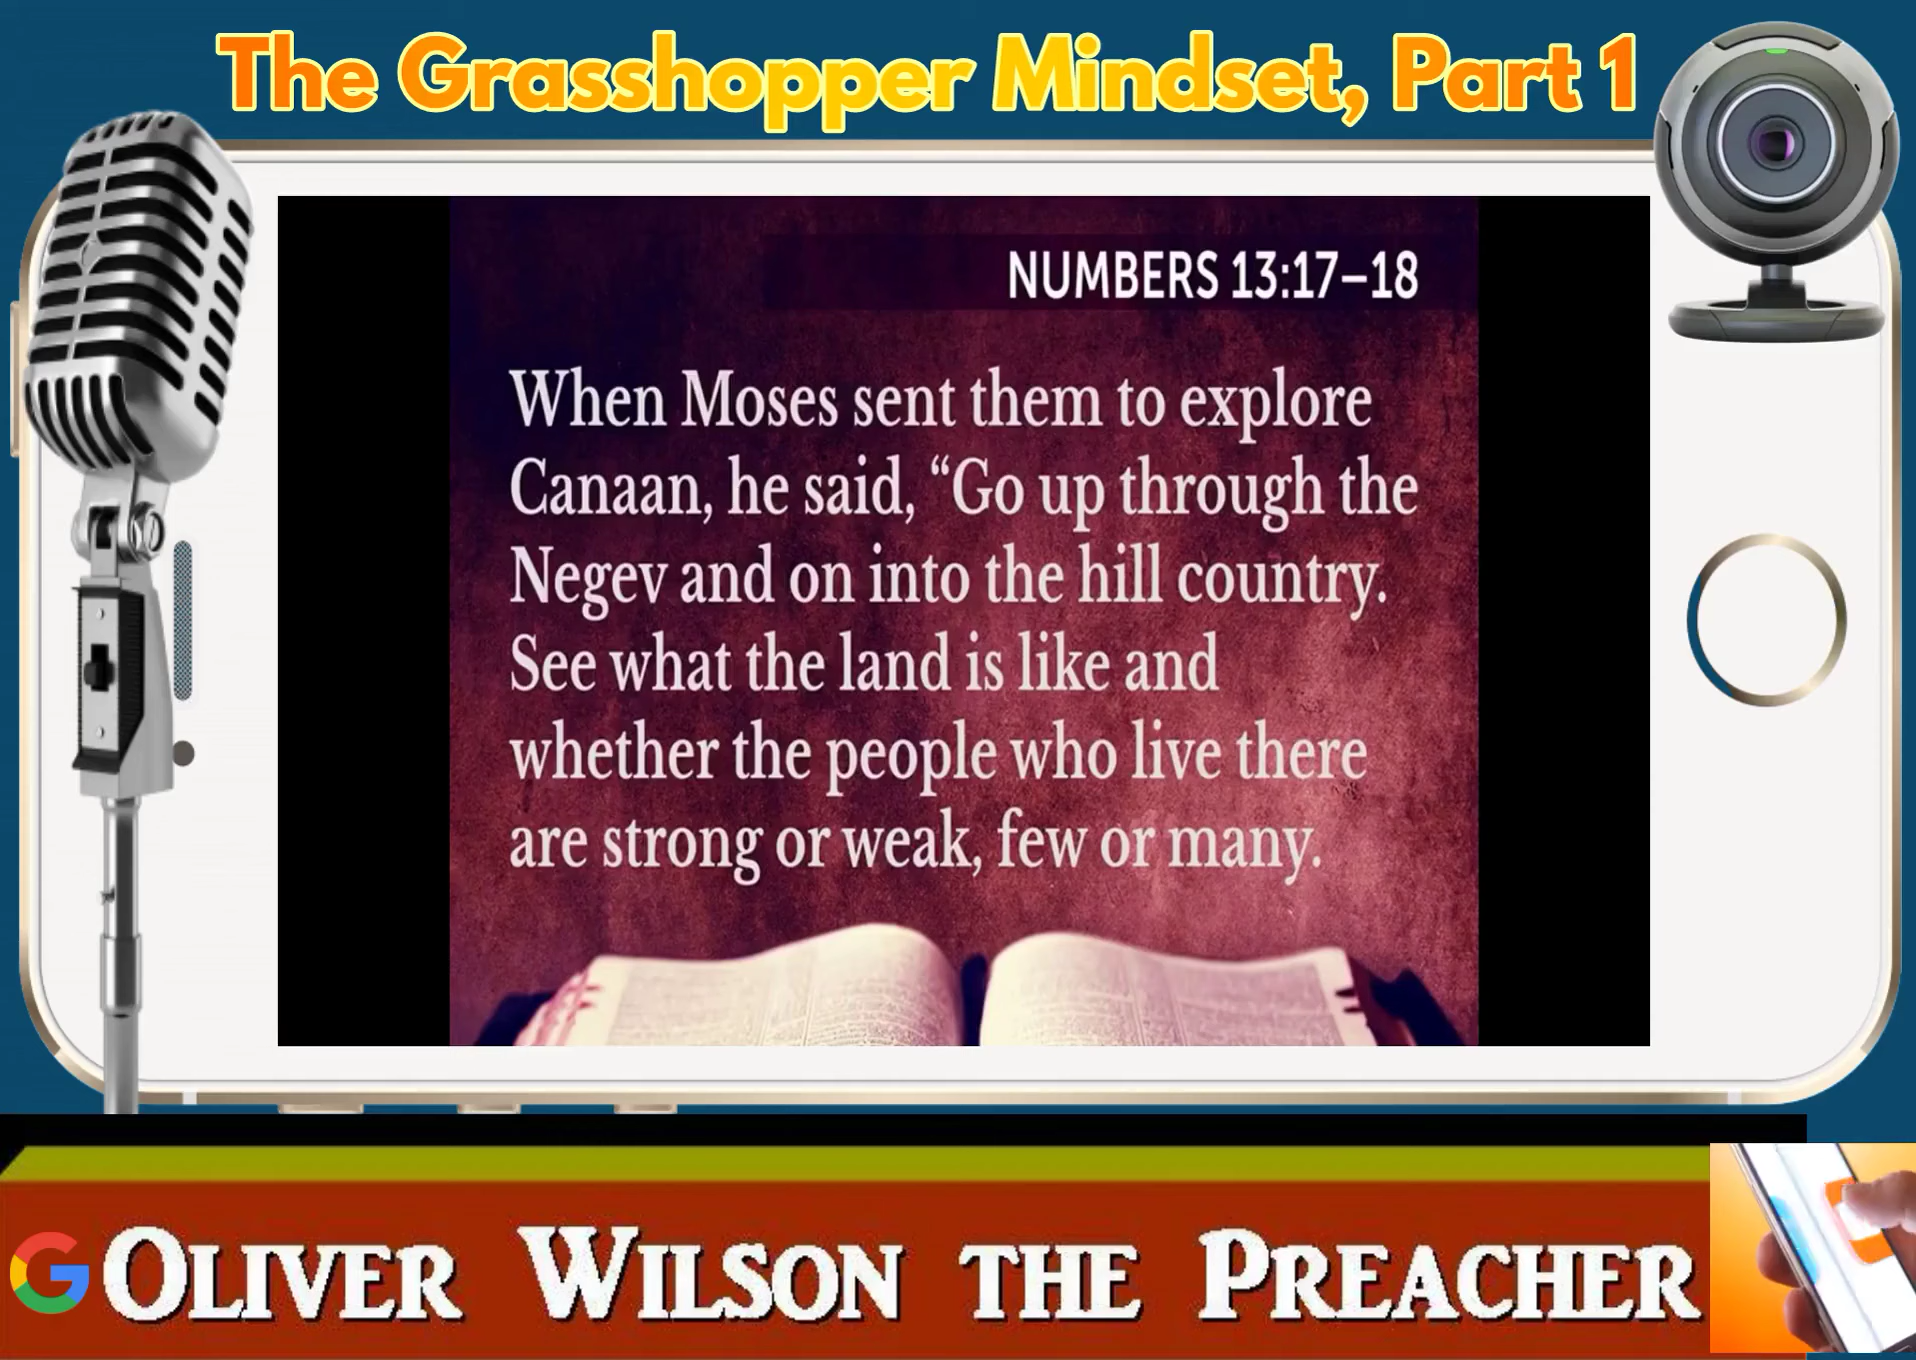 The Grasshopper Mindset, Part 1
NUMBERS 13:17–18
When Moses sent them to explore
Canaan, he said, “Go up through the
Negev and on into the hill country.
See what the land is like and
whether the people who live there
are strong or weak, few or many.
G OLIVER WILSON THE PREACHER